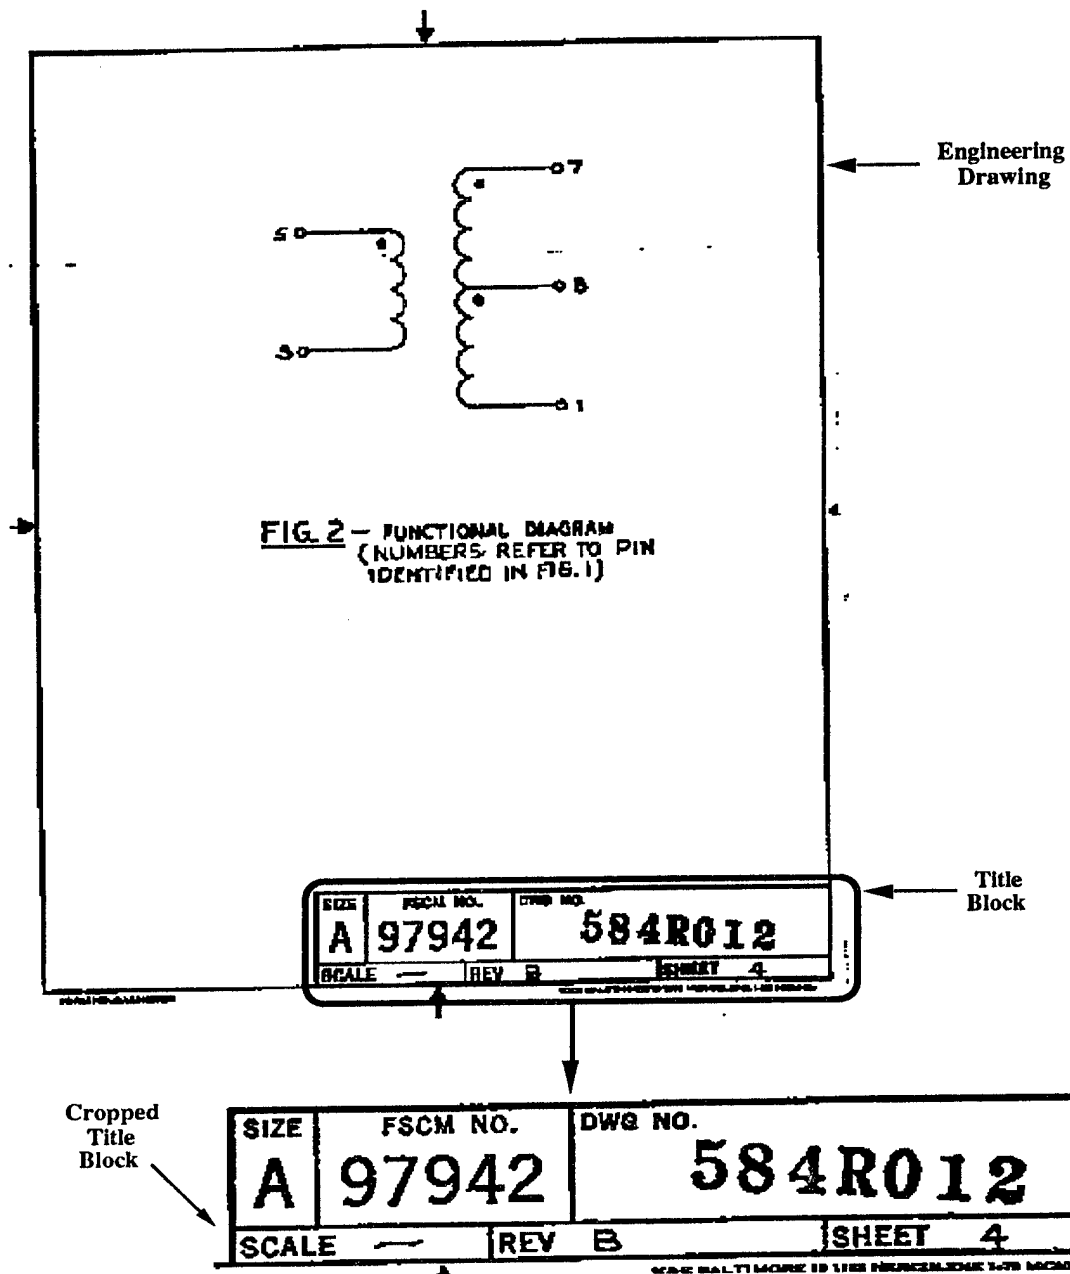 7
Engineering
Drawing
5
8
3
1
FIG. 2 — FUNCTIONAL DIAGRAM
(NUMBERS REFER TO PIN
IDENTIFIED IN FIG. 1)
Title
Block
SIZE FSCM NO. DWG NO.
A 97942 584R012
SCALE — REV B SHEET 4
Cropped
Title
Block
SIZE FSCM NO. DWG NO.
A 97942 584R012
SCALE — REV B SHEET 4